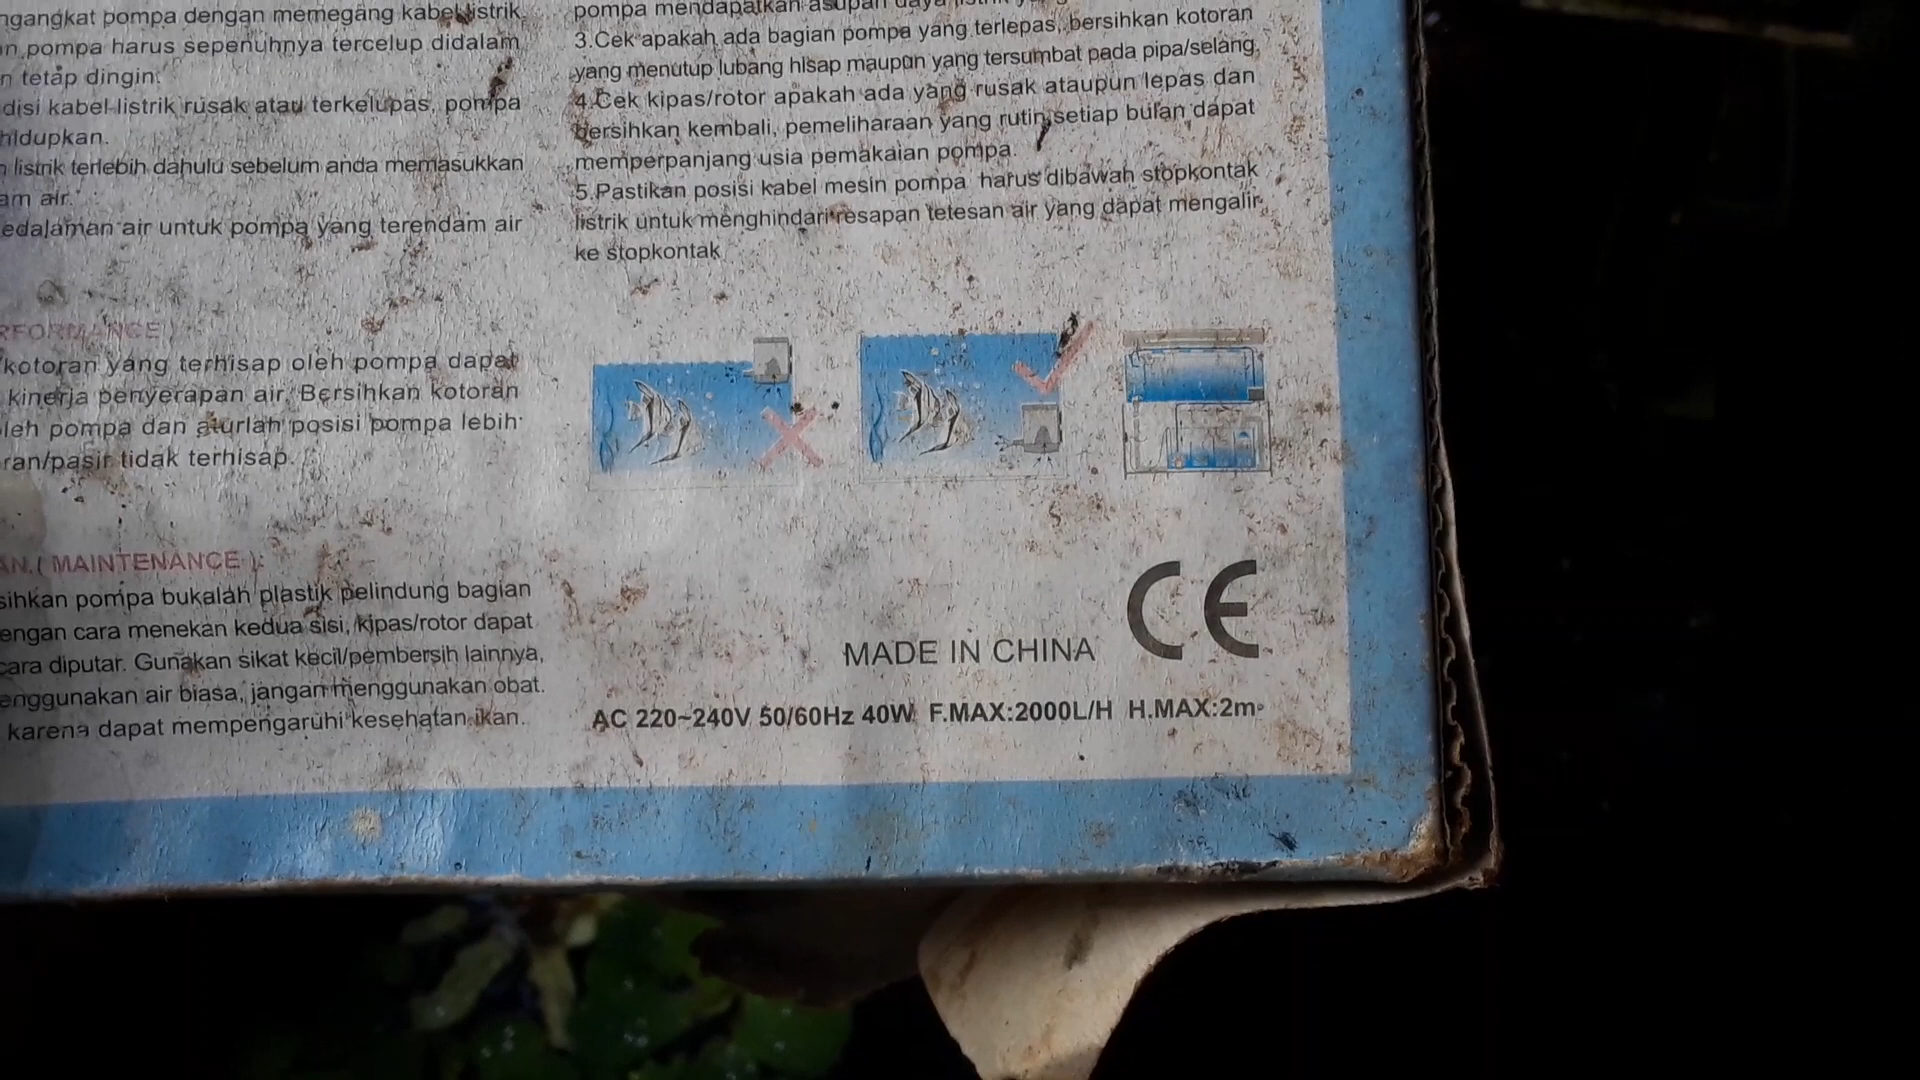 ngangkat pompa dengan memegang kabel listrik
n pompa harus sepenuhnya tercelup didalam
n tetap dingin.
disi kabel listrik rusak atau terkelupas, pompa
hidupkan.
listrik terlebih dahulu sebelum anda memasukkan
am air.
edalaman air untuk pompa yang terendam air
RFORMANCE)
kotoran yang terhisap oleh pompa dapat
kinerja penyerapan air. Bersihkan kotoran
leh pompa dan aturlah posisi pompa lebih
ran/pasir tidak terhisap.
AN.( MAINTENANCE ):
sihkan pompa bukalah plastik pelindung bagian
engan cara menekan kedua sisi, kipas/rotor dapat
cara diputar. Gunakan sikat kecil/pembersih lainnya,
enggunakan air biasa, jangan menggunakan obat.
karena dapat mempengaruhi kesehatan ikan.
pompa mendapatkan asupan daya listrik
3.Cek apakah ada bagian pompa yang terlepas, bersihkan kotoran
yang menutup lubang hisap maupun yang tersumbat pada pipa/selang,
4.Cek kipas/rotor apakah ada yang rusak ataupun lepas dan
bersihkan kembali, pemeliharaan yang rutin setiap bulan dapat
memperpanjang usia pemakaian pompa.
5.Pastikan posisi kabel mesin pompa harus dibawah stopkontak
listrik untuk menghindari resapan tetesan air yang dapat mengalir
ke stopkontak
MADE IN CHINA CE
AC 220~240V 50/60Hz 40W F.MAX:2000L/H H.MAX:2m